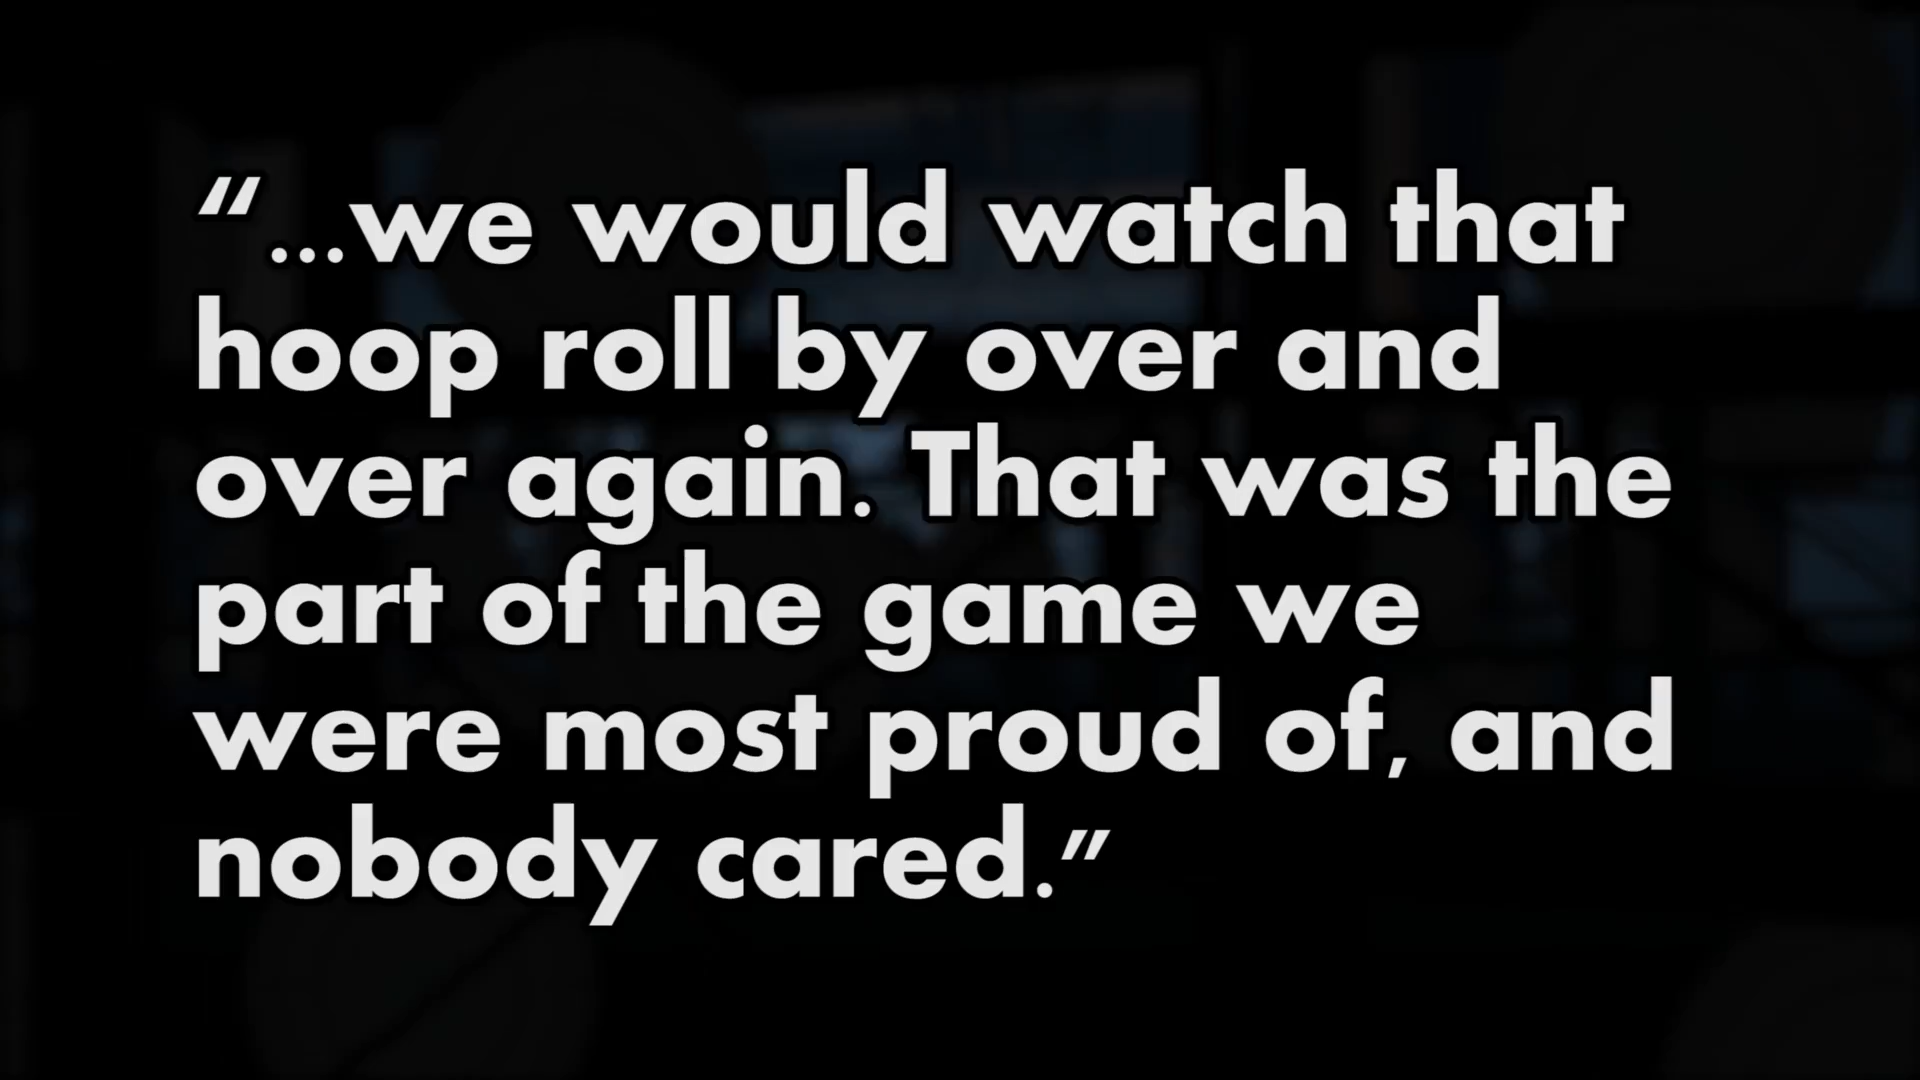 “...we would watch that
hoop roll by over and
over again. That was the
part of the game we
were most proud of, and
nobody cared.”